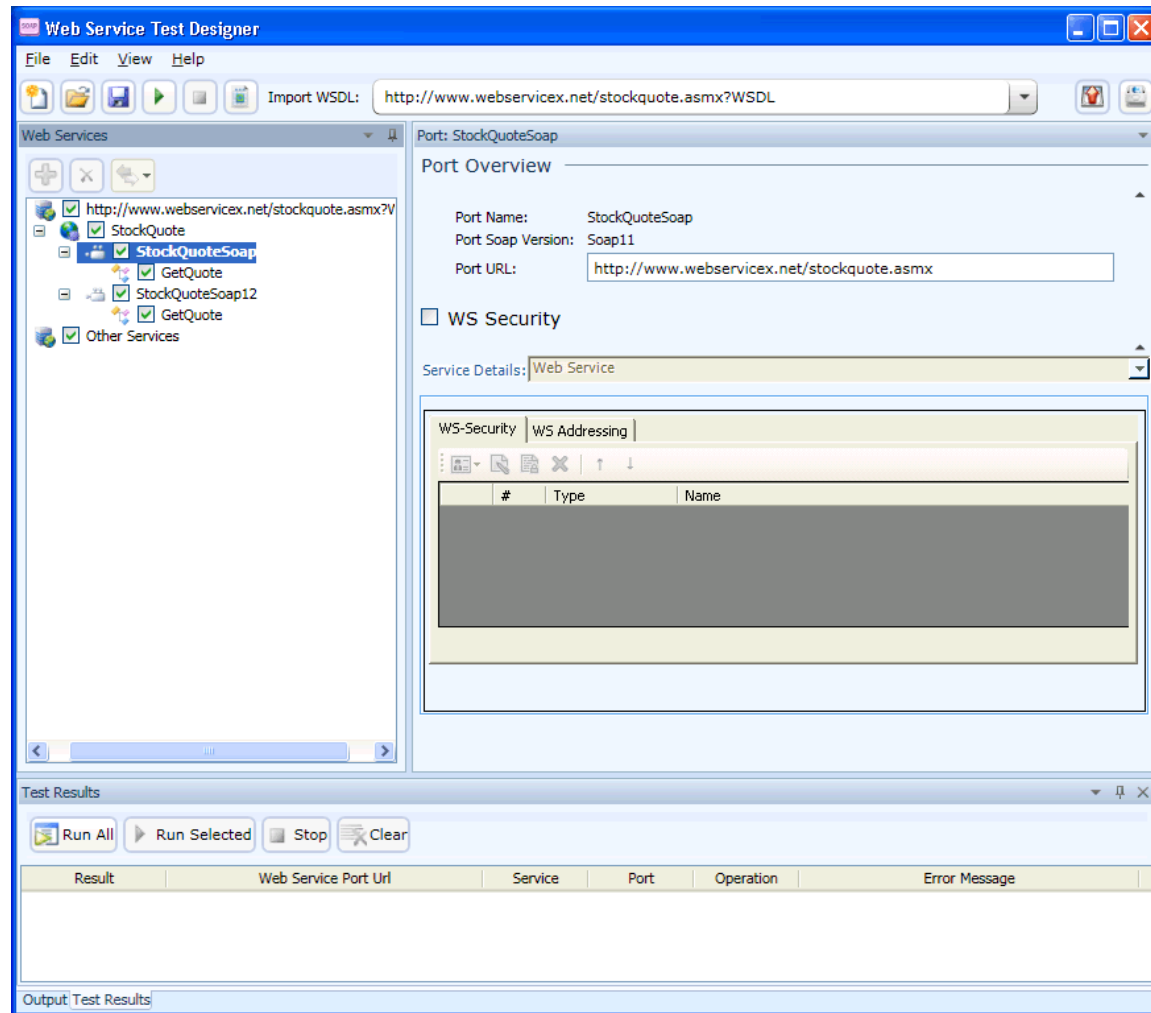 SOAP Web Service Test Designer
File Edit View Help
Import WSDL: http://www.webservicex.net/stockquote.asmx?WSDL
Web Services
http://www.webservicex.net/stockquote.asmx?V
StockQuote
StockQuoteSoap
GetQuote
StockQuoteSoap12
GetQuote
Other Services
Port: StockQuoteSoap
Port Overview
Port Name: StockQuoteSoap
Port Soap Version: Soap11
Port URL: http://www.webservicex.net/stockquote.asmx
WS Security
Service Details: Web Service
WS-Security WS Addressing
# Type Name
Test Results
Run All Run Selected Stop Clear
Result Web Service Port Url Service Port Operation Error Message
Output Test Results